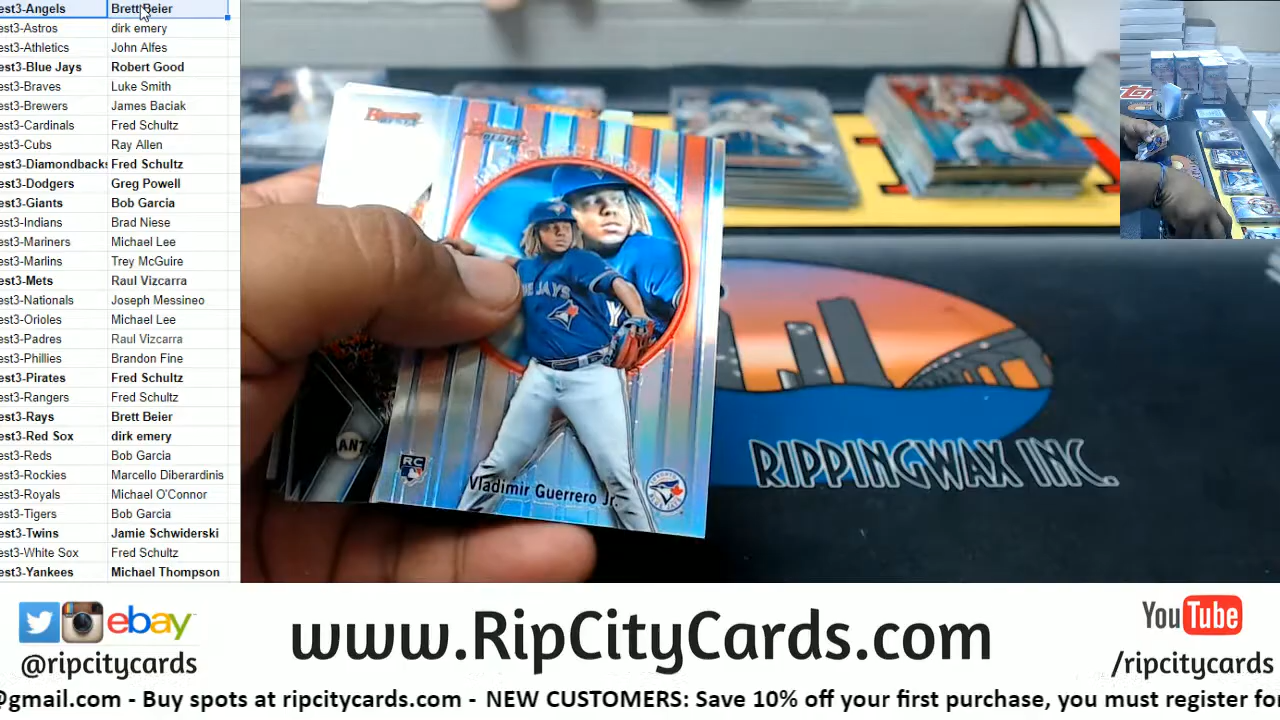 est3-Angels Brett Beier
est3-Astros dirk emery
est3-Athletics John Alfes
est3-Blue Jays Robert Good
est3-Braves Luke Smith
est3-Brewers James Baciak
est3-Cardinals Fred Schultz
est3-Cubs Ray Allen
est3-Diamondbacks Fred Schultz
est3-Dodgers Greg Powell
est3-Giants Bob Garcia
est3-Indians Brad Niese
est3-Mariners Michael Lee
est3-Marlins Trey McGuire
est3-Mets Raul Vizcarra
est3-Nationals Joseph Messineo
est3-Orioles Michael Lee
est3-Padres Raul Vizcarra
est3-Phillies Brandon Fine
est3-Pirates Fred Schultz
est3-Rangers Fred Schultz
est3-Rays Brett Beier
est3-Red Sox dirk emery
est3-Reds Bob Garcia
est3-Rockies Marcello Diberardinis
est3-Royals Michael O'Connor
est3-Tigers Bob Garcia
est3-Twins Jamie Schwiderski
est3-White Sox Fred Schultz
est3-Yankees Michael Thompson
RC
Vladimir Guerrero Jr.
ANT
RIPPINGWAX INC.
ebay
@ripcitycards
www.RipCityCards.com
YouTube
/ripcitycards
@gmail.com - Buy spots at ripcitycards.com - NEW CUSTOMERS: Save 10% off your first purchase, you must register for